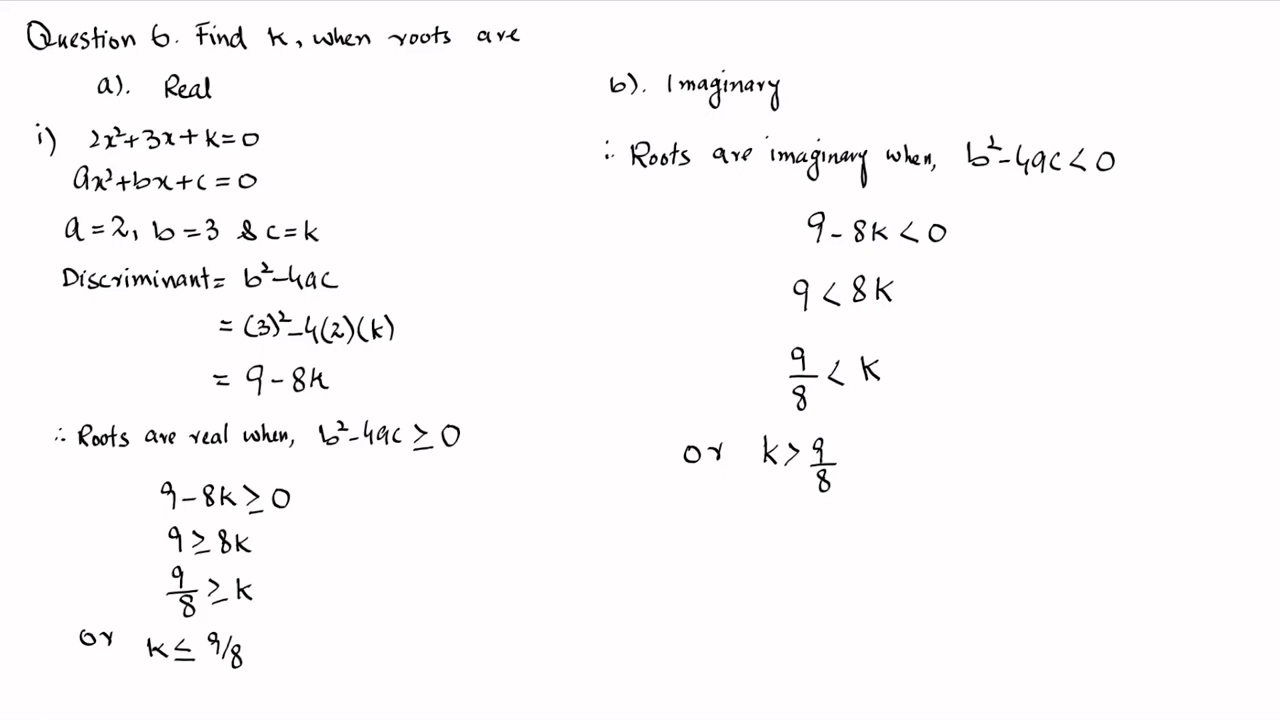 Question 6. Find k, when roots are
a). Real
i) 2x²+3x+k=0
ax²+bx+c=0
a=2, b=3 & c=k
Discriminant= b²-4ac
= (3)²-4(2)(k)
= 9-8k
∴ Roots are real when, b²-4ac ≥ 0
9-8k ≥ 0
9 ≥ 8k
9/8 ≥ k
or k ≤ 9/8
b). Imaginary
∴ Roots are imaginary when, b²-4ac < 0
9-8k < 0
9 < 8k
9/8 < k
or k > 9/8